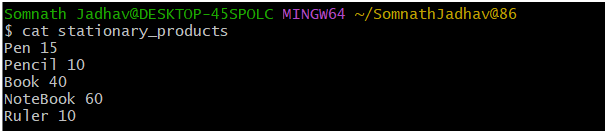 Somnath Jadhav@DESKTOP-45SPOLC MINGW64 ~/SomnathJadhav@86
$ cat stationary_products
Pen 15
Pencil 10
Book 40
NoteBook 60
Ruler 10